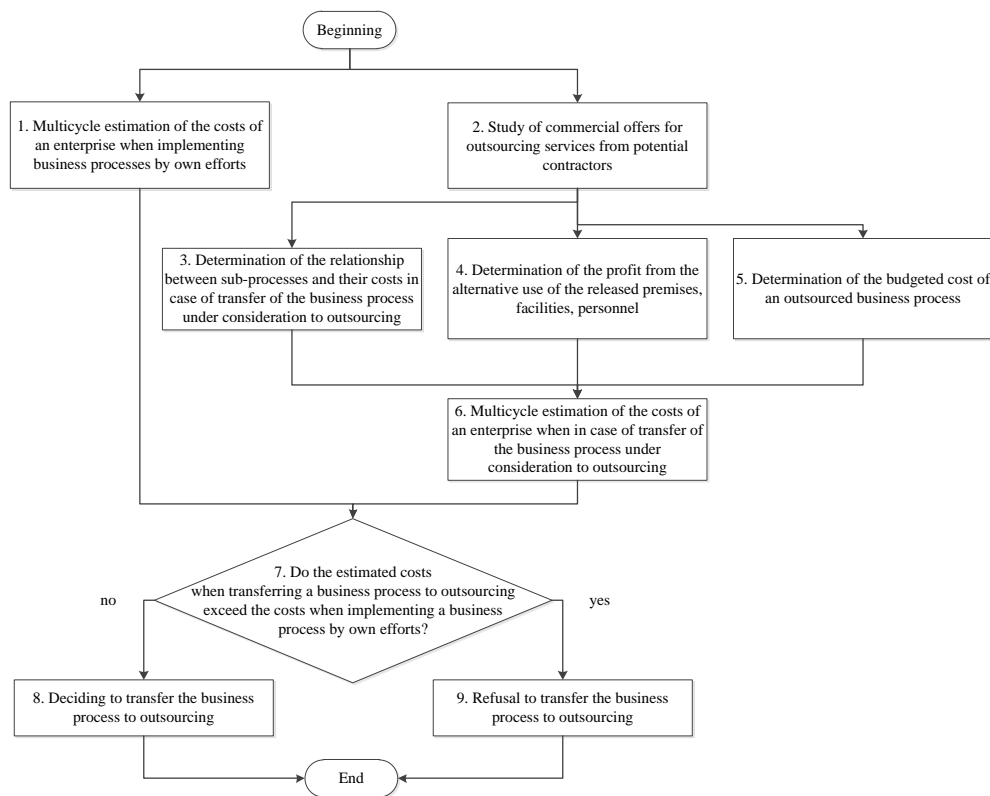 Beginning
1. Multicycle estimation of the costs of
an enterprise when implementing
business processes by own efforts
2. Study of commercial offers for
outsourcing services from potential
contractors
3. Determination of the relationship
between sub-processes and their costs in
case of transfer of the business process
under consideration to outsourcing
4. Determination of the profit from the
alternative use of the released premises,
facilities, personnel
5. Determination of the budgeted cost of
an outsourced business process
6. Multicycle estimation of the costs of
an enterprise when in case of transfer of
the business process under
consideration to outsourcing
7. Do the estimated costs
when transferring a business process to outsourcing
exceed the costs when implementing a business
process by own efforts?
no
yes
8. Deciding to transfer the business
process to outsourcing
9. Refusal to transfer the business
process to outsourcing
End